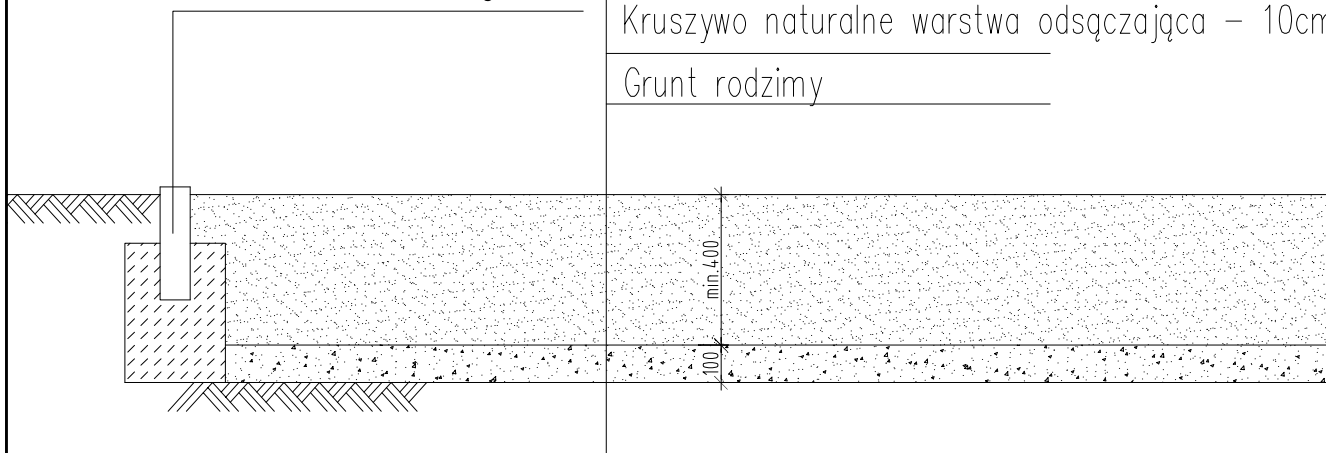 Kruszywo naturalne warstwa odsączająca – 10cm
Grunt rodzimy
min.400
100